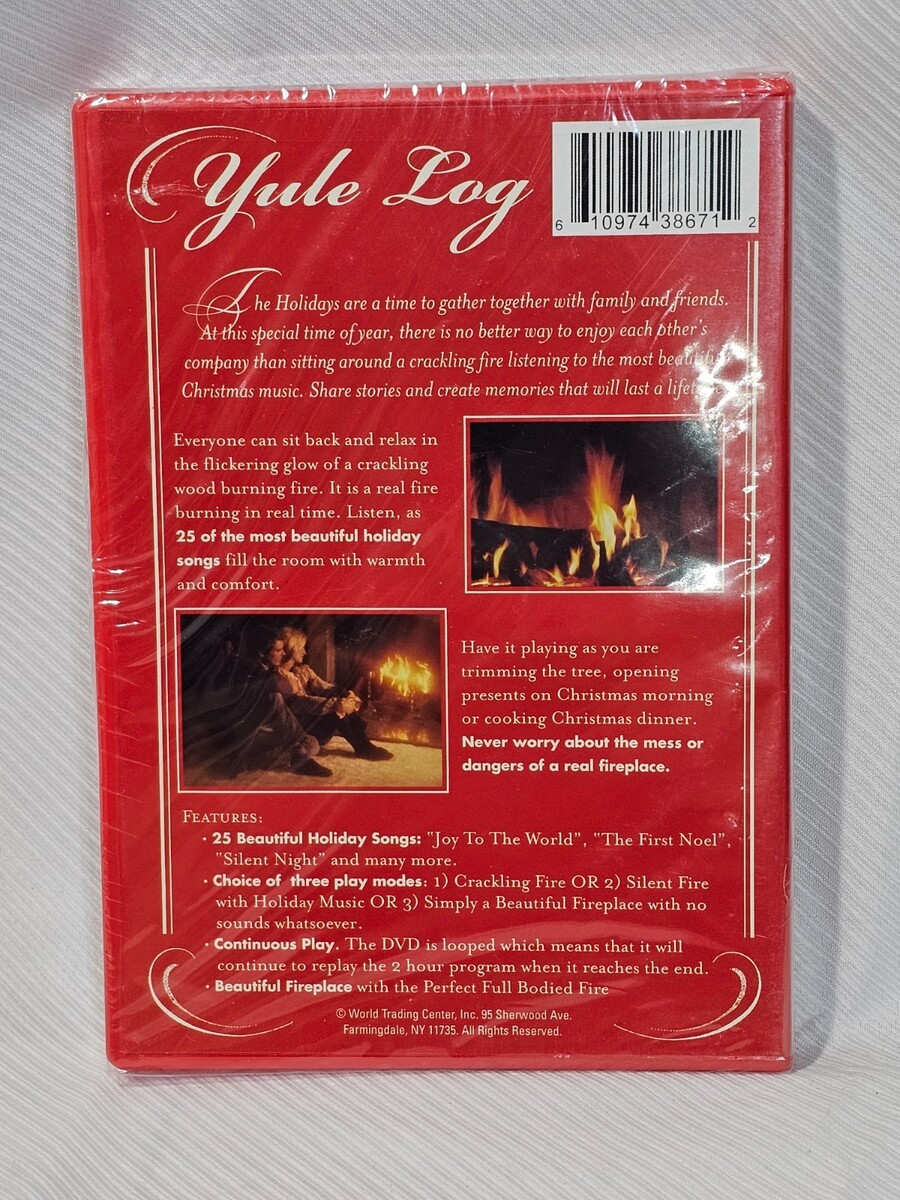 Yule Log
6 10974 38671 2
The Holidays are a time to gather together with family and friends.
At this special time of year, there is no better way to enjoy each other's
company than sitting around a crackling fire listening to the most
Christmas music. Share stories and create memories that will last a
Everyone can sit back and relax in
the flickering glow of a crackling
wood burning fire. It is a real fire
burning in real time. Listen, as
25 of the most beautiful holiday
songs fill the room with warmth
and comfort.
Have it playing as you are
trimming the tree, opening
presents on Christmas morning
or cooking Christmas dinner.
Never worry about the mess or
dangers of a real fireplace.
FEATURES:
• 25 Beautiful Holiday Songs: "Joy To The World", "The First Noel",
"Silent Night" and many more.
• Choice of three play modes: 1) Crackling Fire OR 2) Silent Fire
with Holiday Music OR 3) Simply a Beautiful Fireplace with no
sounds whatsoever.
• Continuous Play. The DVD is looped which means that it will
continue to replay the 2 hour program when it reaches the end.
• Beautiful Fireplace with the Perfect Full Bodied Fire
© World Trading Center, Inc. 95 Sherwood Ave.
Farmingdale, NY 11735. All Rights Reserved.